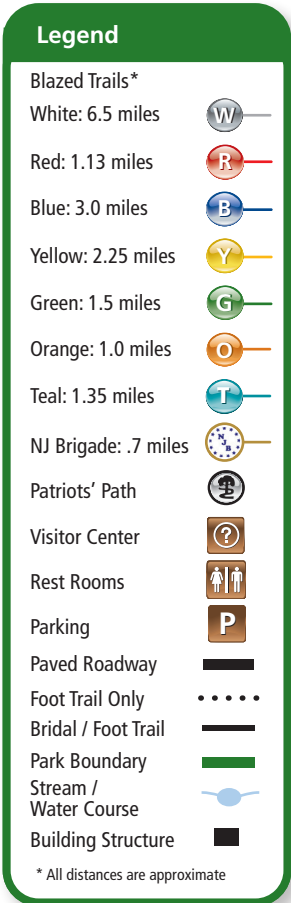 Legend
Blazed Trails*
White: 6.5 miles W
Red: 1.13 miles R
Blue: 3.0 miles B
Yellow: 2.25 miles Y
Green: 1.5 miles G
Orange: 1.0 miles O
Teal: 1.35 miles T
NJ Brigade: .7 miles NJB
Patriots' Path
Visitor Center ?
Rest Rooms
Parking P
Paved Roadway
Foot Trail Only
Bridal / Foot Trail
Park Boundary
Stream /
Water Course
Building Structure
* All distances are approximate